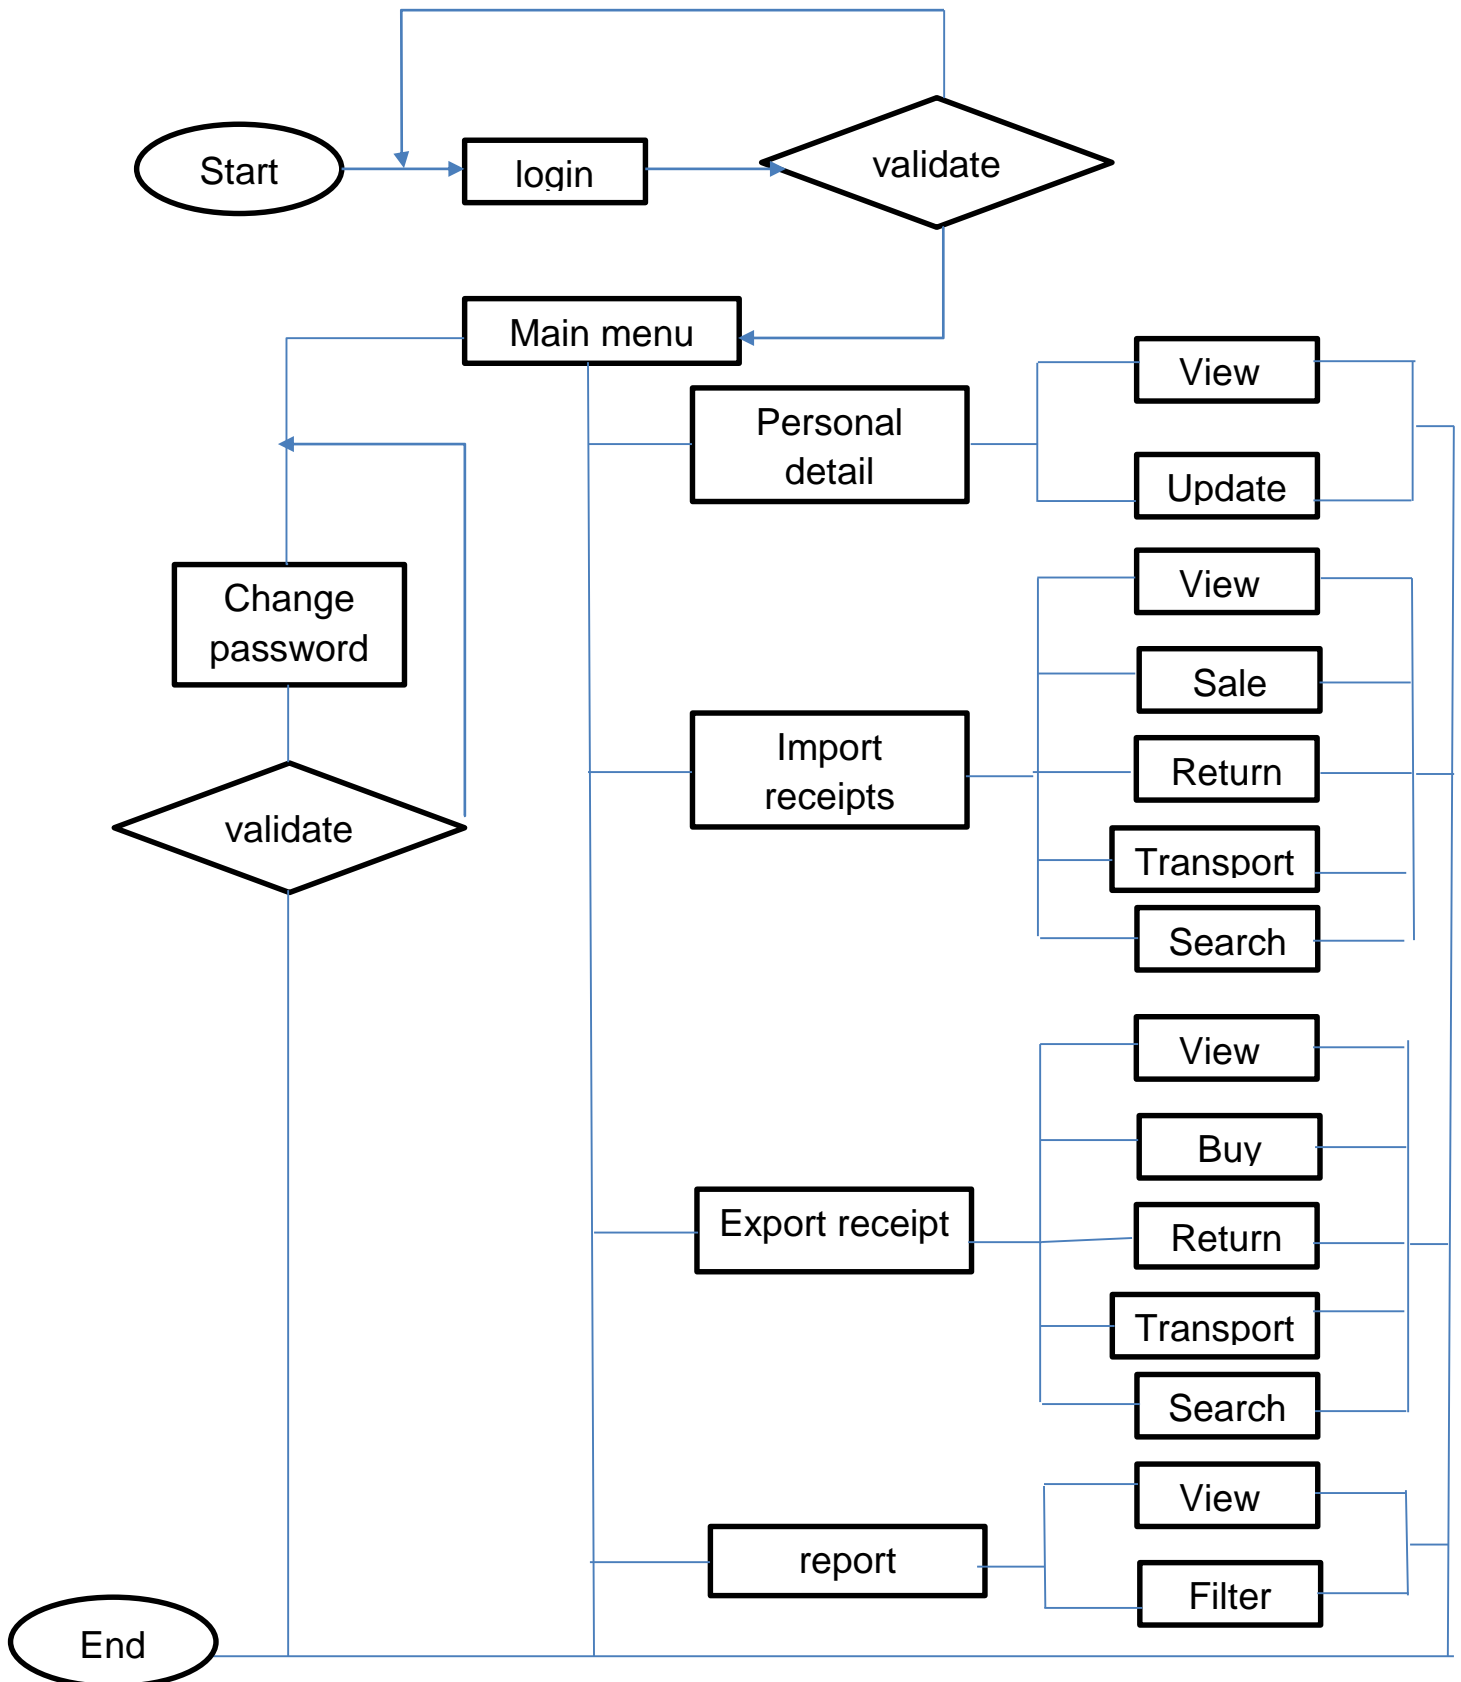 Start
login
validate
Main menu
View
Personal
detail
Update
View
Change
password
Sale
Import
receipts
Return
validate
Transport
Search
View
Buy
Export receipt
Return
Transport
Search
View
report
Filter
End